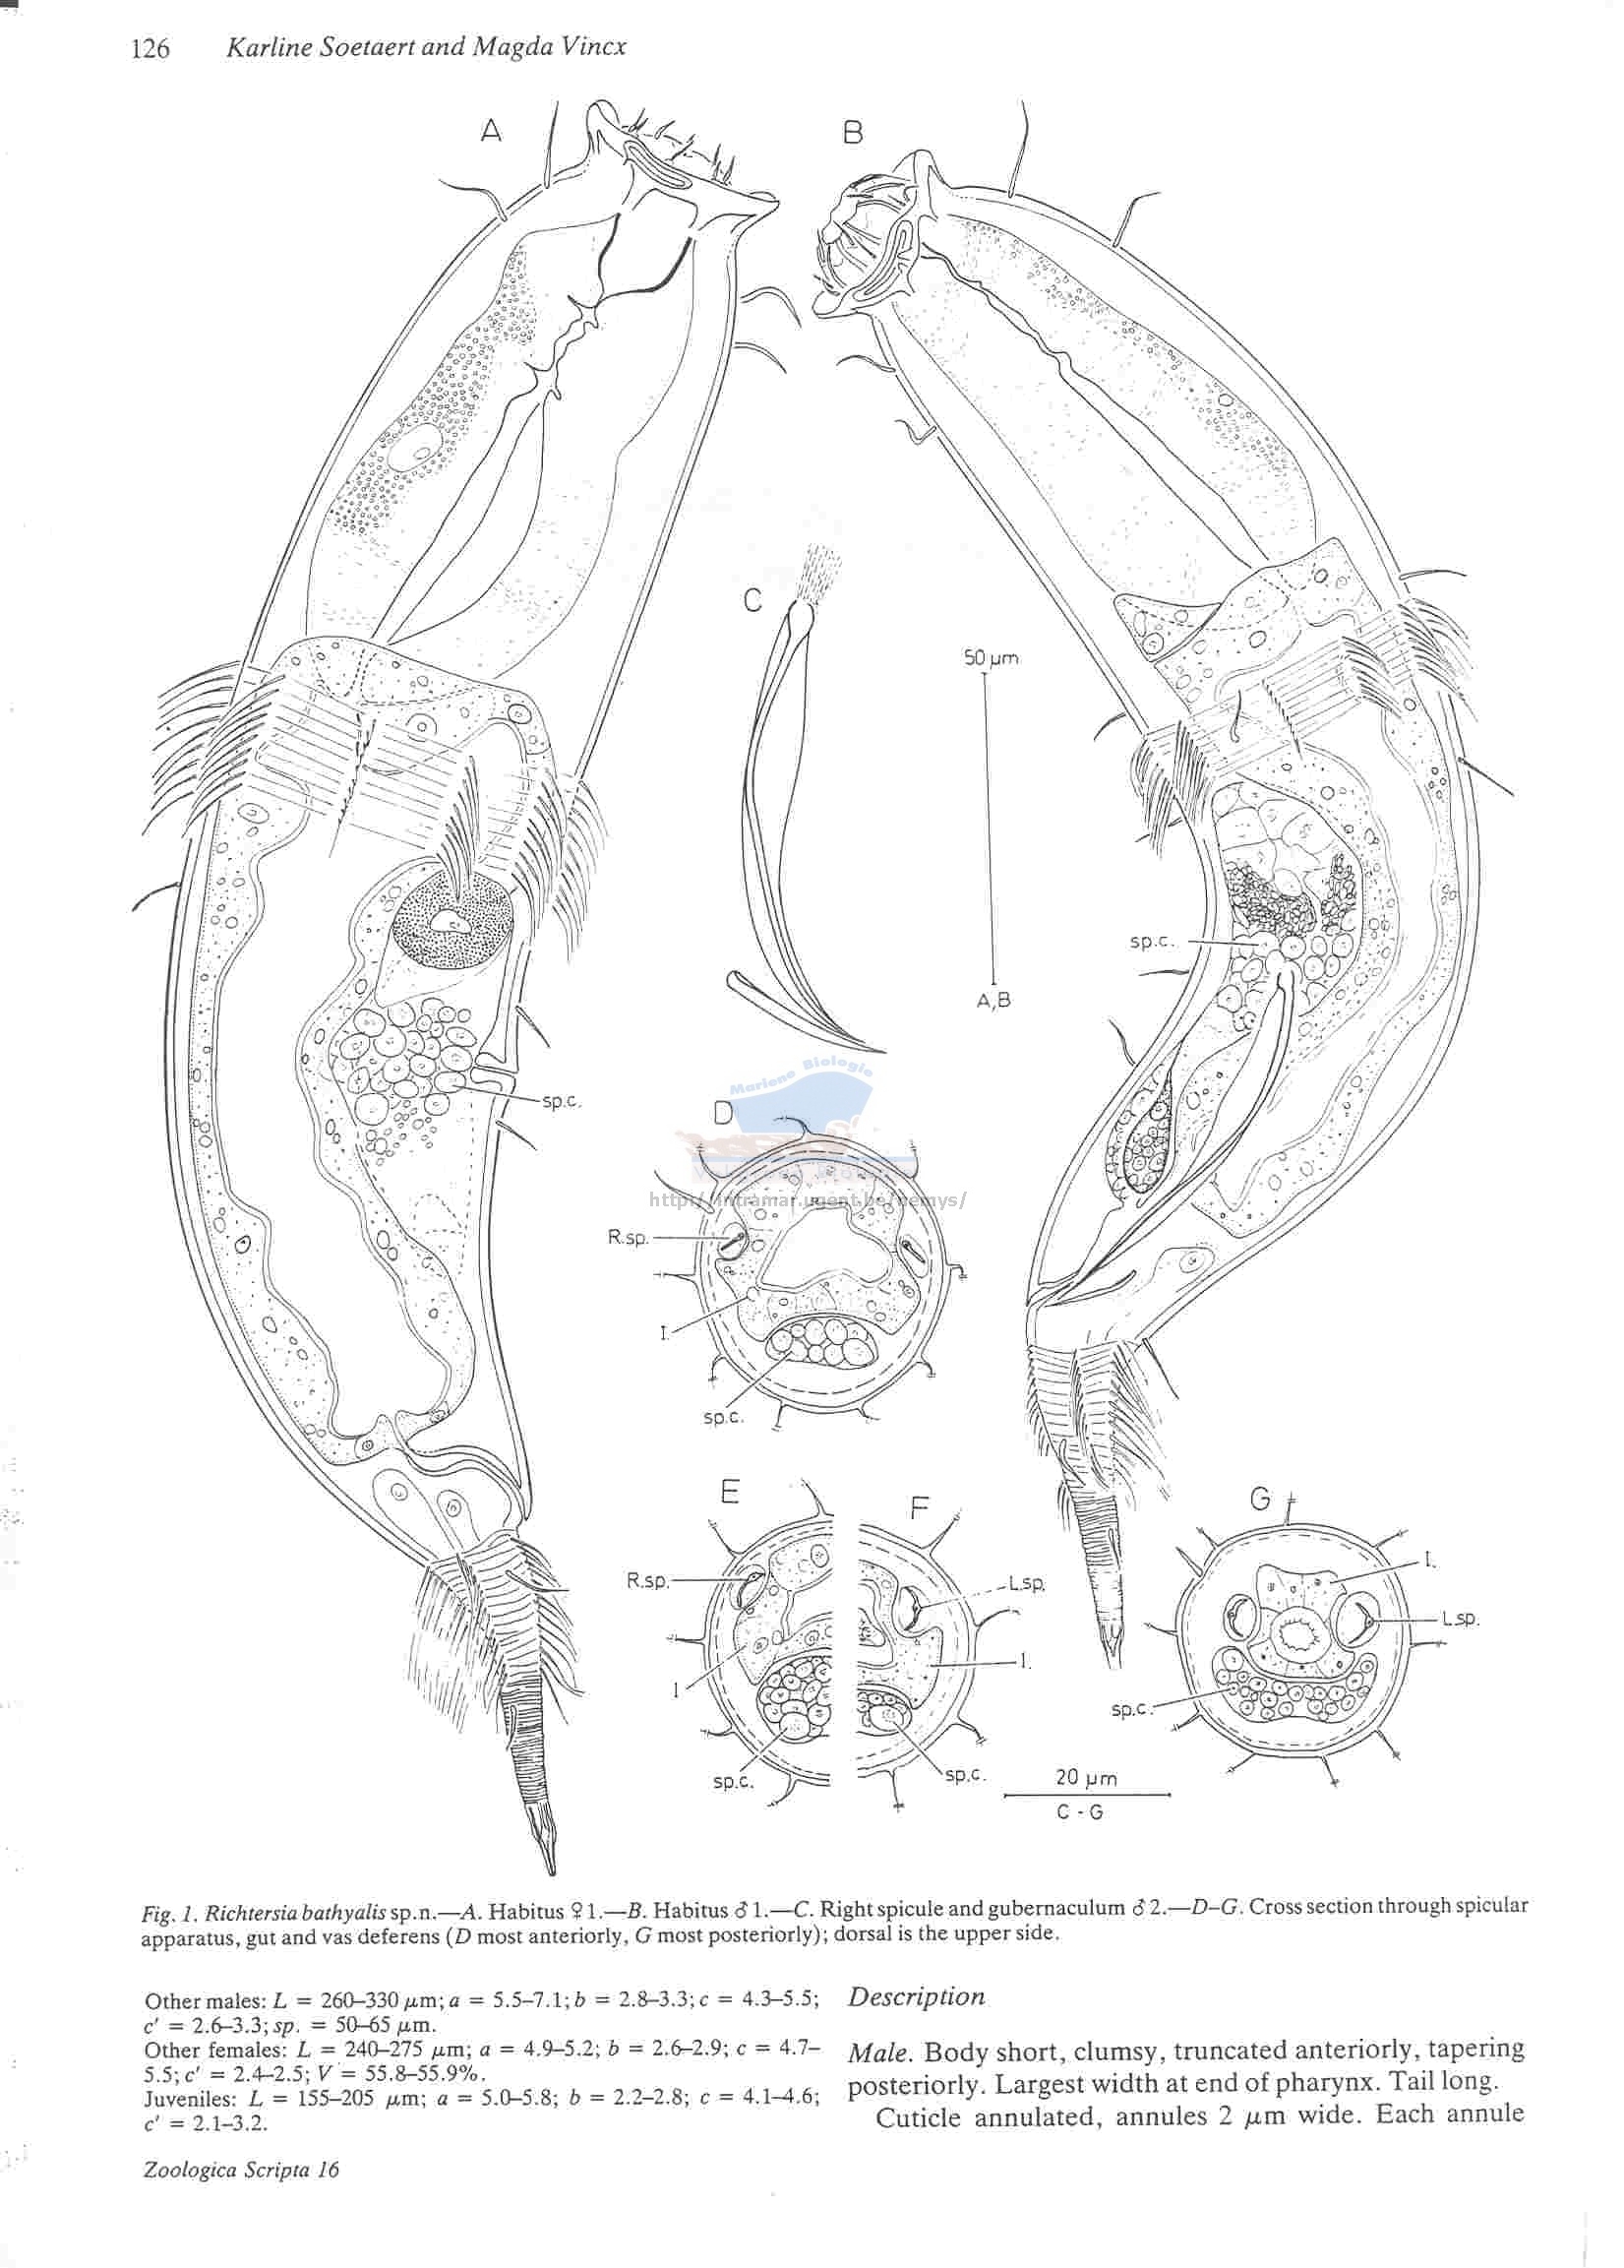 126 Karline Soetaert and Magda Vincx
A
B
C
50 µm
A,B
sp.c.
sp.c.
Mariene Biologie
D
http://intramar.ugent.be/nemys/
R.sp.
I.
sp.c.
E
F
G
R.sp.
L.sp.
I.
L.sp.
I
I.
sp.c.
sp.c.
sp.c.
20 µm
C - G
Fig. 1. Richtersia bathyalis sp.n.—A. Habitus ♀ 1.—B. Habitus ♂ 1.—C. Right spicule and gubernaculum ♂ 2.—D–G. Cross section through spicular
apparatus, gut and vas deferens (D most anteriorly, G most posteriorly); dorsal is the upper side.
Other males: L = 260–330 µm; a = 5.5–7.1; b = 2.8–3.3; c = 4.3–5.5;
c' = 2.6–3.3; sp. = 50–65 µm.
Other females: L = 240–275 µm; a = 4.9–5.2; b = 2.6–2.9; c = 4.7–
5.5; c' = 2.4–2.5; V = 55.8–55.9%.
Juveniles: L = 155–205 µm; a = 5.0–5.8; b = 2.2–2.8; c = 4.1–4.6;
c' = 2.1–3.2.
Zoologica Scripta 16
Description
Male. Body short, clumsy, truncated anteriorly, tapering
posteriorly. Largest width at end of pharynx. Tail long.
Cuticle annulated, annules 2 µm wide. Each annule